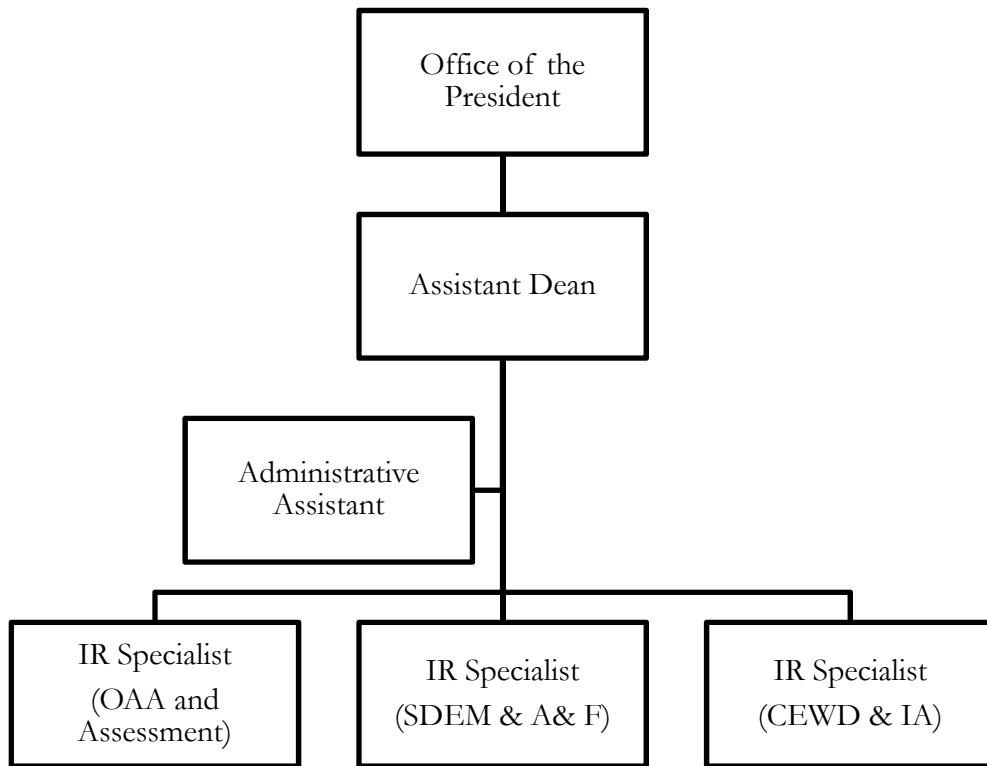 Office of the
President
Assistant Dean
Administrative
Assistant
IR Specialist
(OAA and
Assessment)
IR Specialist
(SDEM & A& F)
IR Specialist
(CEWD & IA)